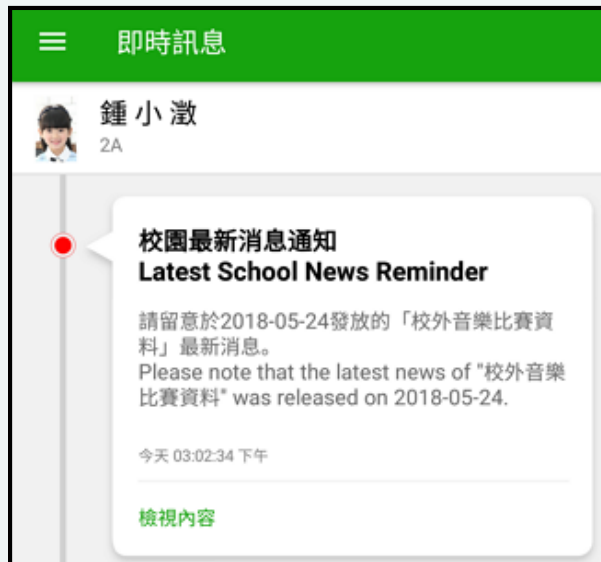 即時訊息
鍾小澂
2A
校園最新消息通知
Latest School News Reminder
請留意於2018-05-24發放的「校外音樂比賽資
料」最新消息。
Please note that the latest news of "校外音樂
比賽資料" was released on 2018-05-24.
今天 03:02:34 下午
檢視內容